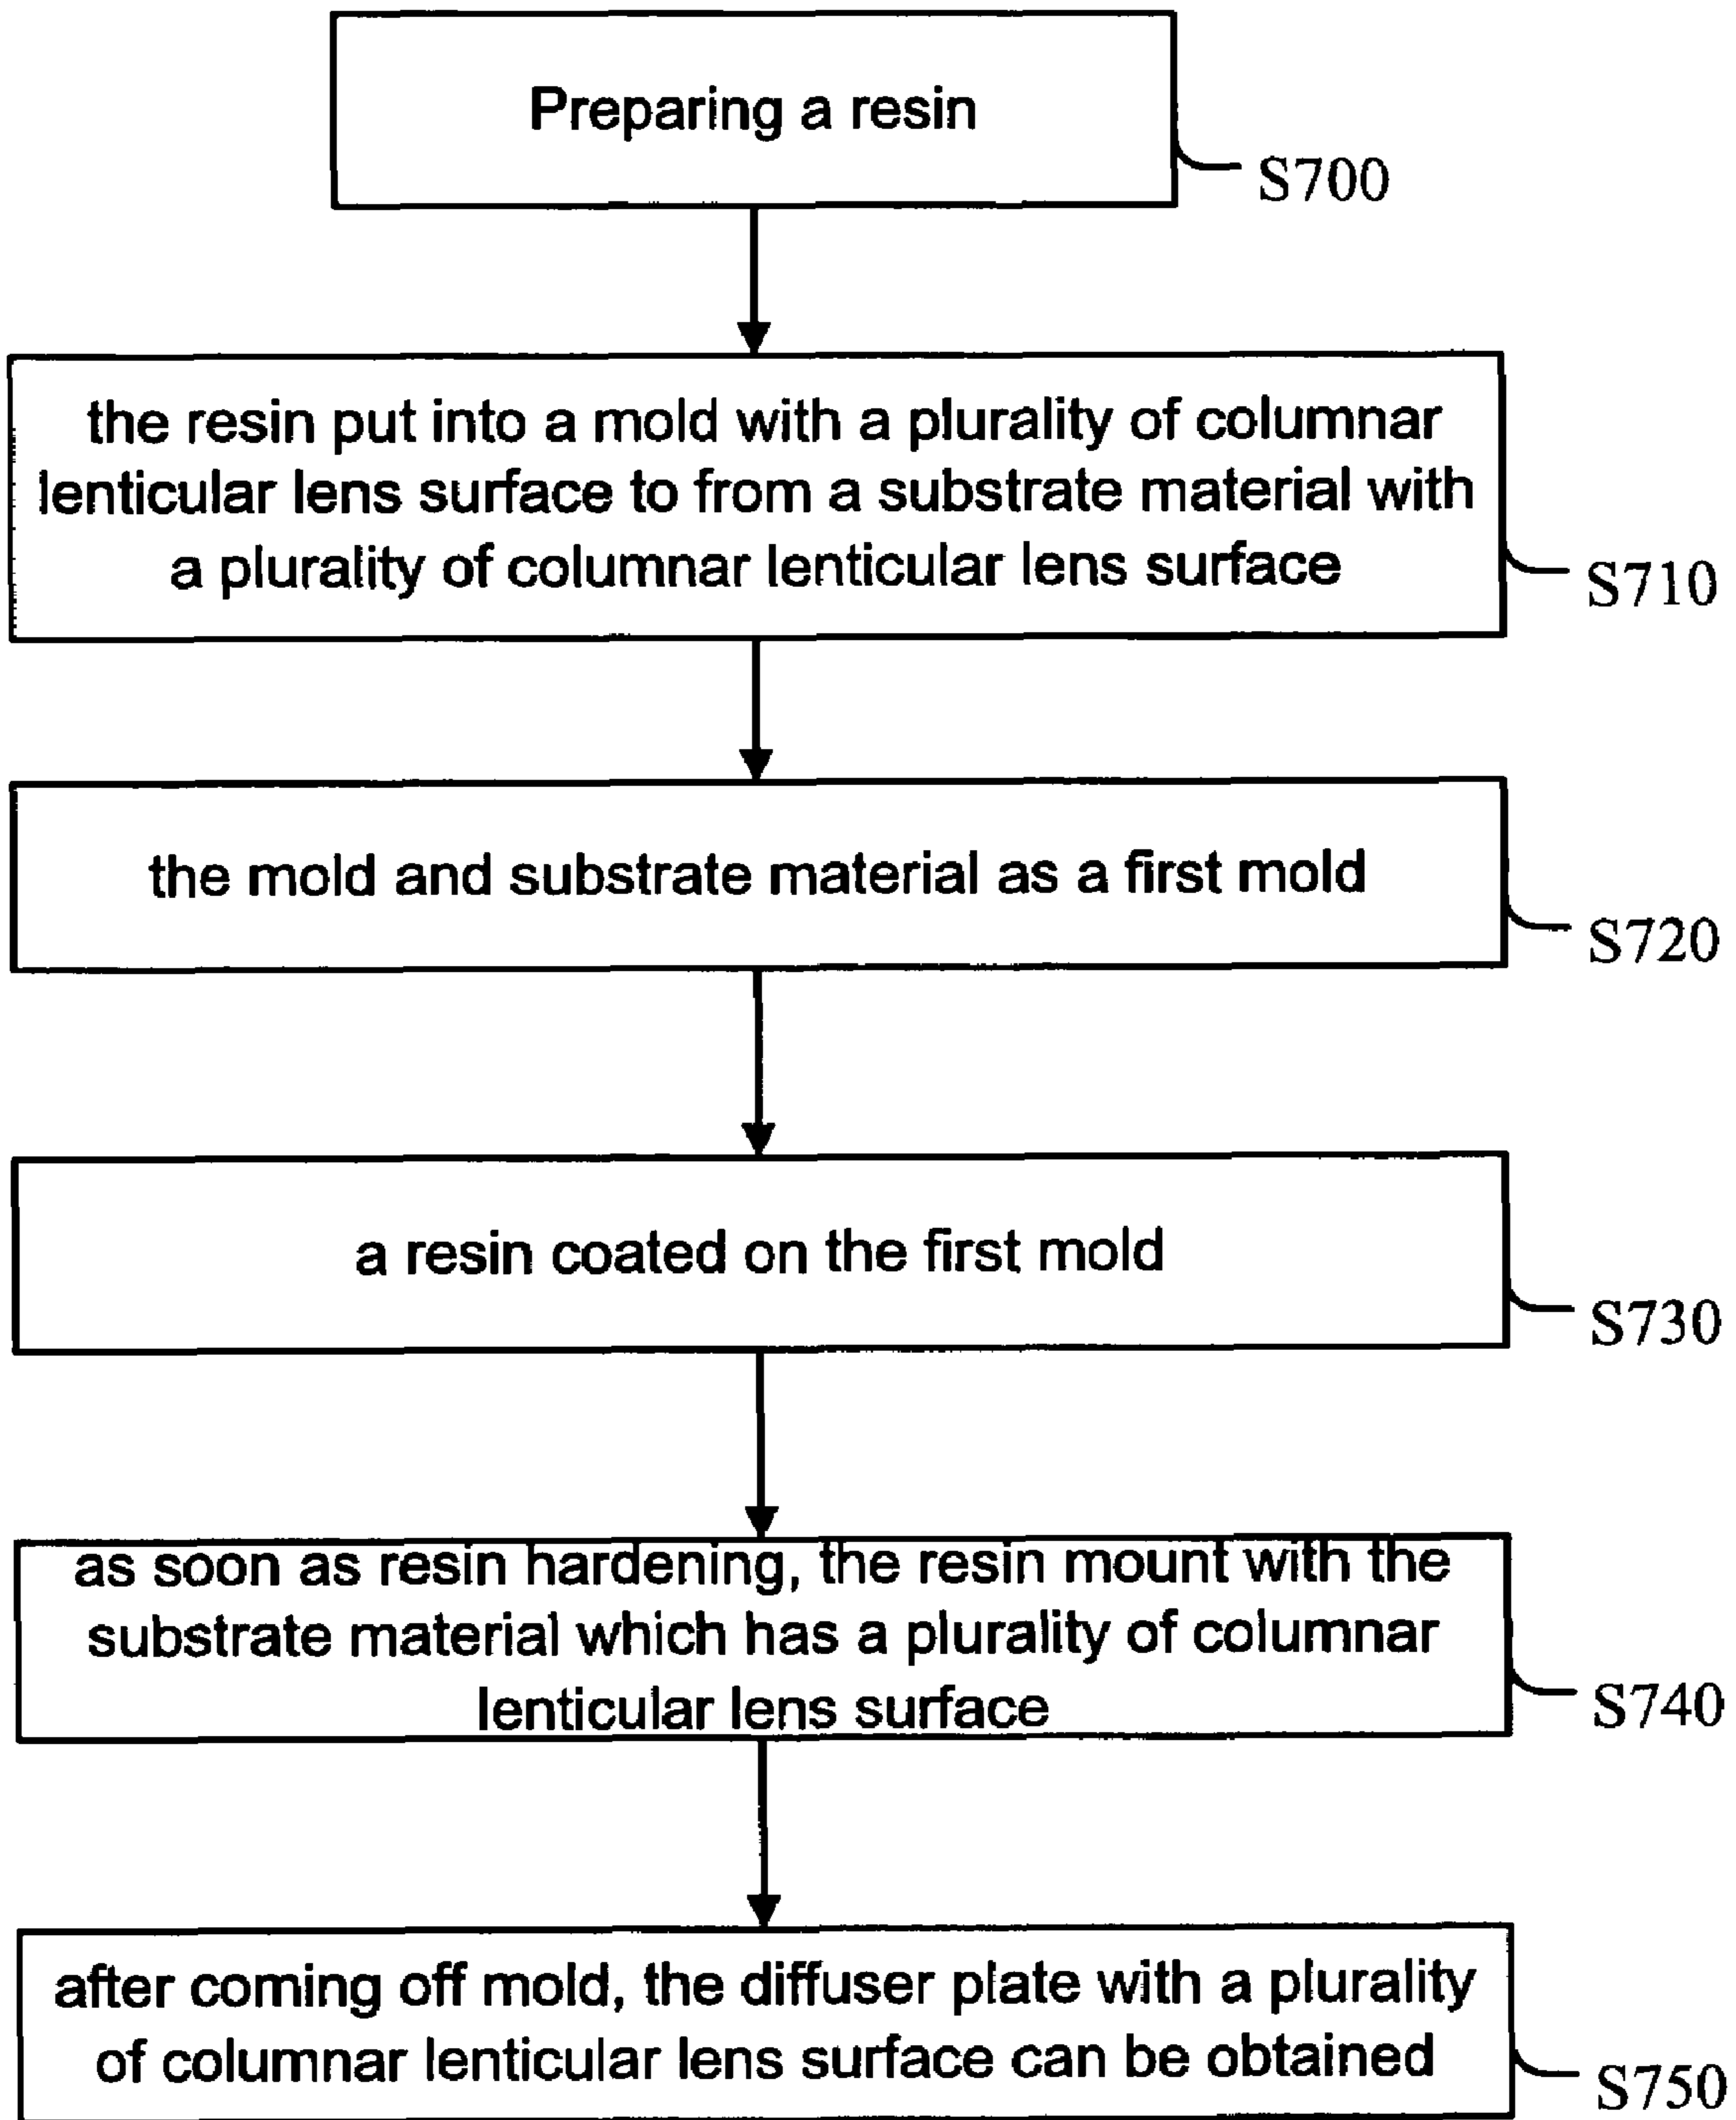 Preparing a resin
S700
the resin put into a mold with a plurality of columnar
lenticular lens surface to from a substrate material with
a plurality of columnar lenticular lens surface
S710
the mold and substrate material as a first mold
S720
a resin coated on the first mold
S730
as soon as resin hardening, the resin mount with the
substrate material which has a plurality of columnar
lenticular lens surface
S740
after coming off mold, the diffuser plate with a plurality
of columnar lenticular lens surface can be obtained
S750